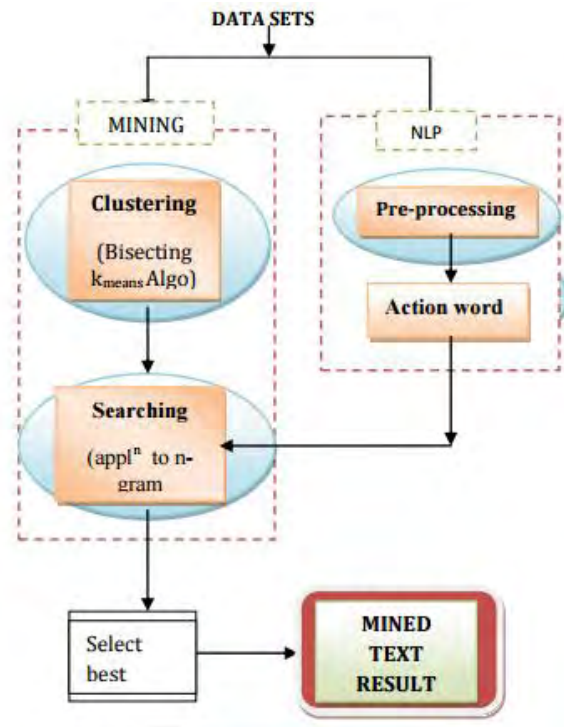 DATA SETS
MINING
NLP
Clustering
(Bisecting
kmeans Algo)
Pre-processing
Action word
Searching
(applⁿ to n-
gram
Select
best
MINED
TEXT
RESULT